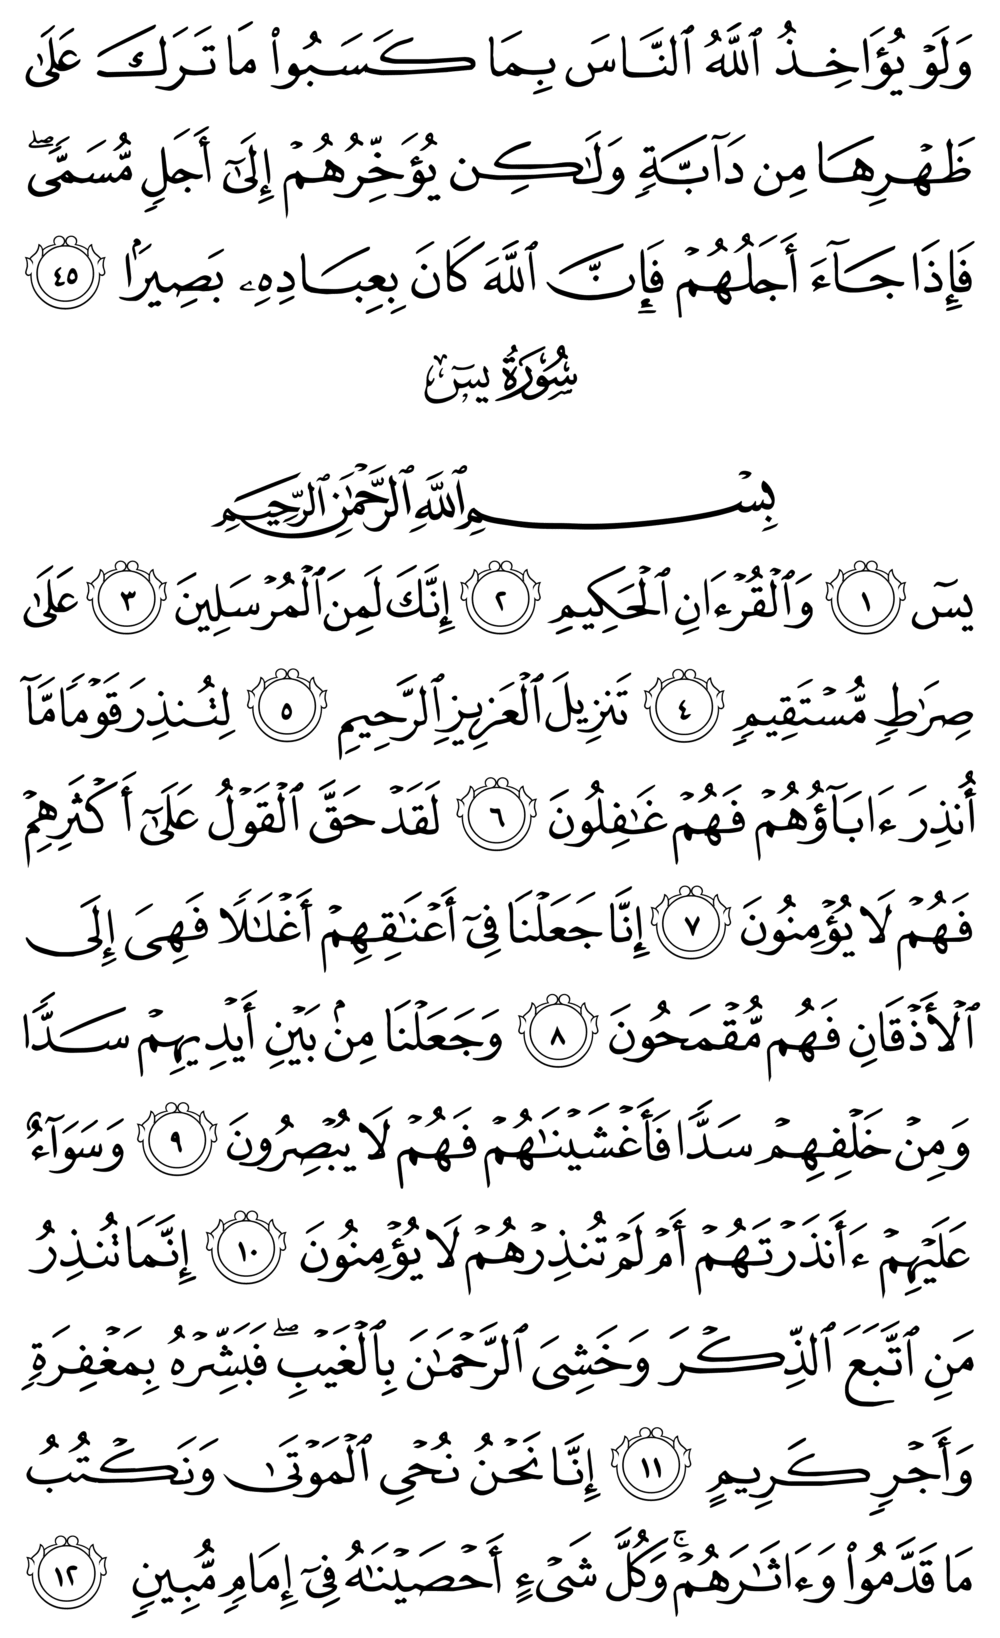 وَلَوۡ يُؤَاخِذُ ٱللَّهُ ٱلنَّاسَ بِمَا كَسَبُواْ مَا تَرَكَ عَلَىٰ
ظَهۡرِهَا مِن دَآبَّةٖ وَلَٰكِن يُؤَخِّرُهُمۡ إِلَىٰٓ أَجَلٖ مُّسَمّٗىۖ
فَإِذَا جَآءَ أَجَلُهُمۡ فَإِنَّ ٱللَّهَ كَانَ بِعِبَادِهِۦ بَصِيرَۢا ٤٥
سُورَةُ يسٓ
بِسۡمِ ٱللَّهِ ٱلرَّحۡمَٰنِ ٱلرَّحِيمِ
يسٓ ١ وَٱلۡقُرۡءَانِ ٱلۡحَكِيمِ ٢ إِنَّكَ لَمِنَ ٱلۡمُرۡسَلِينَ ٣ عَلَىٰ
صِرَٰطٖ مُّسۡتَقِيمٖ ٤ تَنزِيلَ ٱلۡعَزِيزِ ٱلرَّحِيمِ ٥ لِتُنذِرَ قَوۡمٗا مَّآ
أُنذِرَ ءَابَآؤُهُمۡ فَهُمۡ غَٰفِلُونَ ٦ لَقَدۡ حَقَّ ٱلۡقَوۡلُ عَلَىٰٓ أَكۡثَرِهِمۡ
فَهُمۡ لَا يُؤۡمِنُونَ ٧ إِنَّا جَعَلۡنَا فِيٓ أَعۡنَٰقِهِمۡ أَغۡلَٰلٗا فَهِيَ إِلَى
ٱلۡأَذۡقَانِ فَهُم مُّقۡمَحُونَ ٨ وَجَعَلۡنَا مِنۢ بَيۡنِ أَيۡدِيهِمۡ سَدّٗا
وَمِنۡ خَلۡفِهِمۡ سَدّٗا فَأَغۡشَيۡنَٰهُمۡ فَهُمۡ لَا يُبۡصِرُونَ ٩ وَسَوَآءٌ
عَلَيۡهِمۡ ءَأَنذَرۡتَهُمۡ أَمۡ لَمۡ تُنذِرۡهُمۡ لَا يُؤۡمِنُونَ ١٠ إِنَّمَا تُنذِرُ
مَنِ ٱتَّبَعَ ٱلذِّكۡرَ وَخَشِيَ ٱلرَّحۡمَٰنَ بِٱلۡغَيۡبِۖ فَبَشِّرۡهُ بِمَغۡفِرَةٖ
وَأَجۡرٖ كَرِيمٍ ١١ إِنَّا نَحۡنُ نُحۡيِ ٱلۡمَوۡتَىٰ وَنَكۡتُبُ
مَا قَدَّمُواْ وَءَاثَٰرَهُمۡۚ وَكُلَّ شَيۡءٍ أَحۡصَيۡنَٰهُ فِيٓ إِمَامٖ مُّبِينٖ ١٢